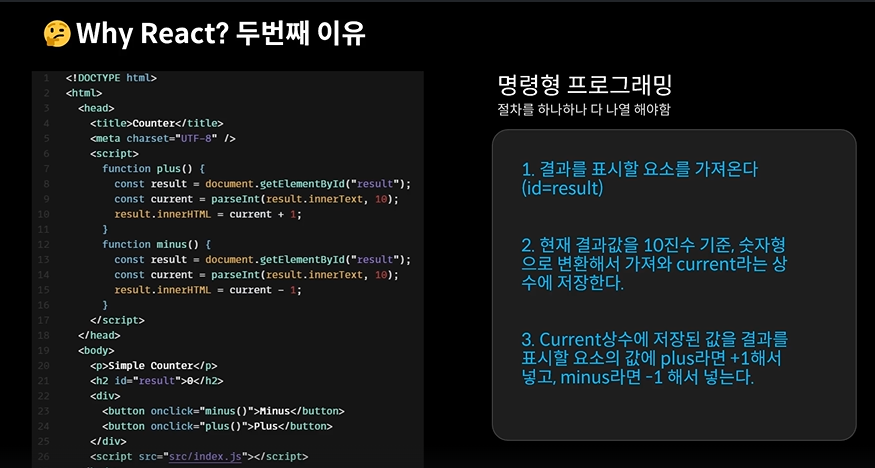 🤔 Why React? 두번째 이유
1 <!DOCTYPE html>
2 <html>
3 <head>
4 <title>Counter</title>
5 <meta charset="UTF-8" />
6 <script>
7 function plus() {
8 const result = document.getElementById("result");
9 const current = parseInt(result.innerText, 10);
10 result.innerHTML = current + 1;
11 }
12 function minus() {
13 const result = document.getElementById("result");
14 const current = parseInt(result.innerText, 10);
15 result.innerHTML = current - 1;
16 }
17 </script>
18 </head>
19 <body>
20 <p>Simple Counter</p>
21 <h2 id="result">0</h2>
22 <div>
23 <button onclick="minus()">Minus</button>
24 <button onclick="plus()">Plus</button>
25 </div>
26 <script src="src/index.js"></script>
명령형 프로그래밍
절차를 하나하나 다 나열 해야함
1. 결과를 표시할 요소를 가져온다
(id=result)
2. 현재 결과값을 10진수 기준, 숫자형
으로 변환해서 가져와 current라는 상
수에 저장한다.
3. Current상수에 저장된 값을 결과를
표시할 요소의 값에 plus라면 +1해서
넣고, minus라면 -1 해서 넣는다.